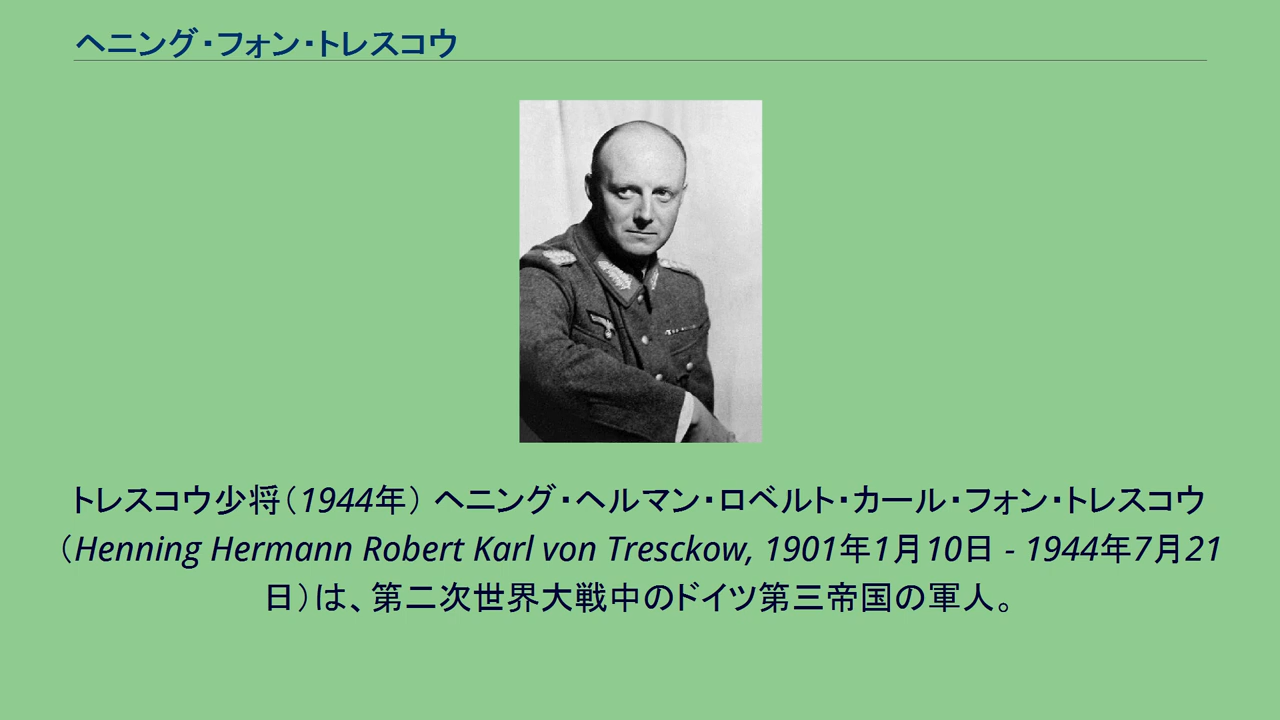 ヘニング・フォン・トレスコウ
トレスコウ少将（1944年） ヘニング・ヘルマン・ロベルト・カール・フォン・トレスコウ
（Henning Hermann Robert Karl von Tresckow, 1901年1月10日 - 1944年7月21
日）は、第二次世界大戦中のドイツ第三帝国の軍人。